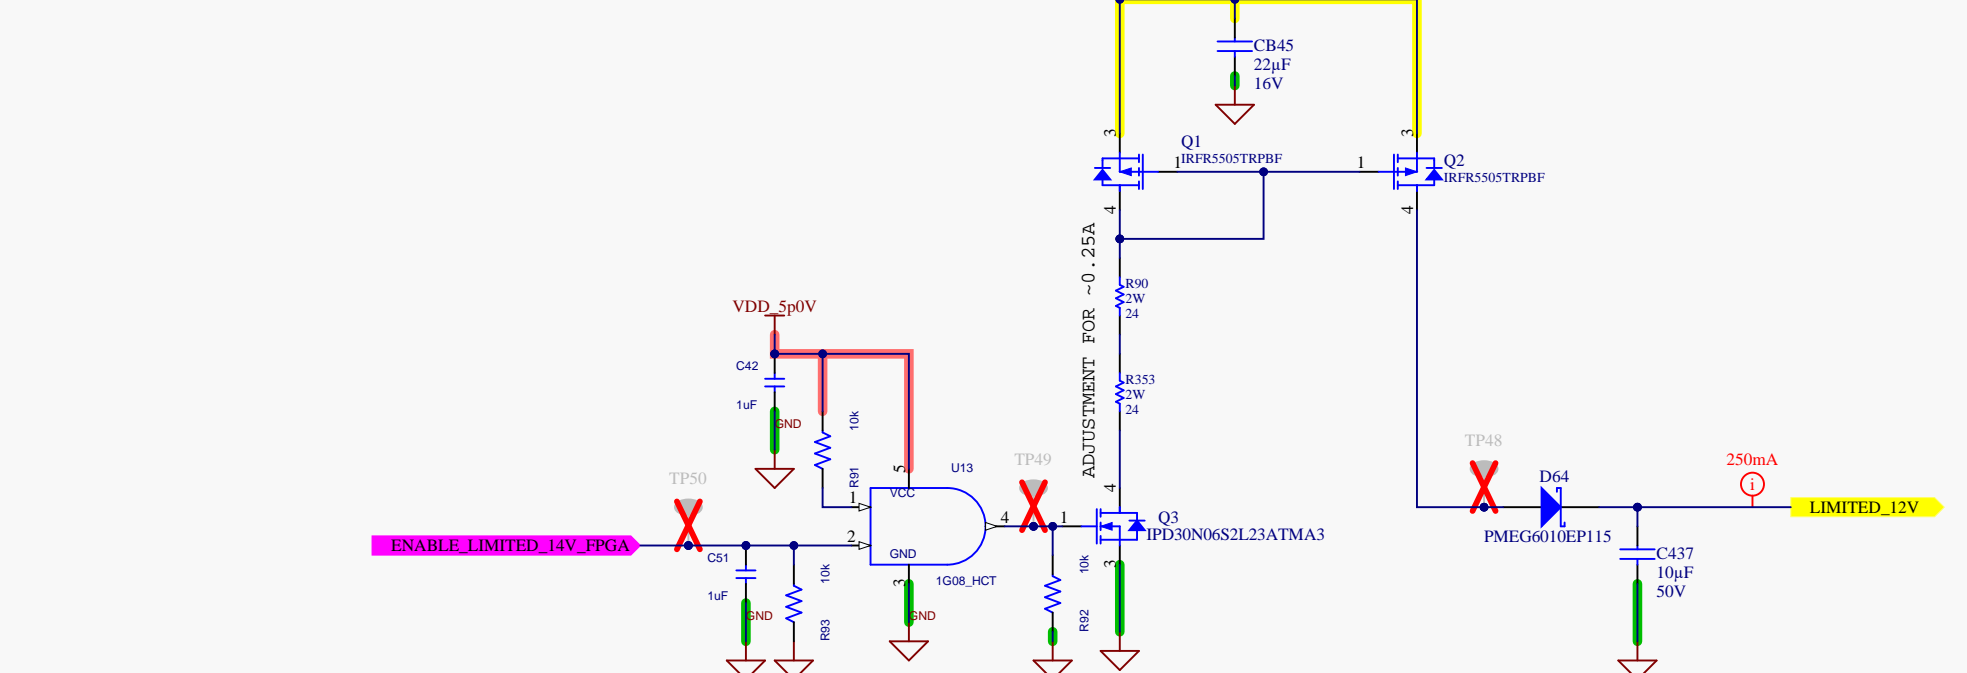 CB45
22µF
16V
3
3
Q1
IRFR5505TRPBF
1
1
Q2
IRFR5505TRPBF
4
4
ADJUSTMENT FOR ~0.25A
R90
2W
24
VDD_5p0V
C42
1uF
GND
10k
R91
R353
2W
24
TP50
TP49
TP48
U13
5
VCC
1
2
4
GND
3
1G08_HCT
GND
ENABLE_LIMITED_14V_FPGA
C51
1uF
GND
10k
R93
1
4
Q3
IPD30N06S2L23ATMA3
3
10k
R92
D64
PMEG6010EP115
250mA
i
LIMITED_12V
C437
10µF
50V